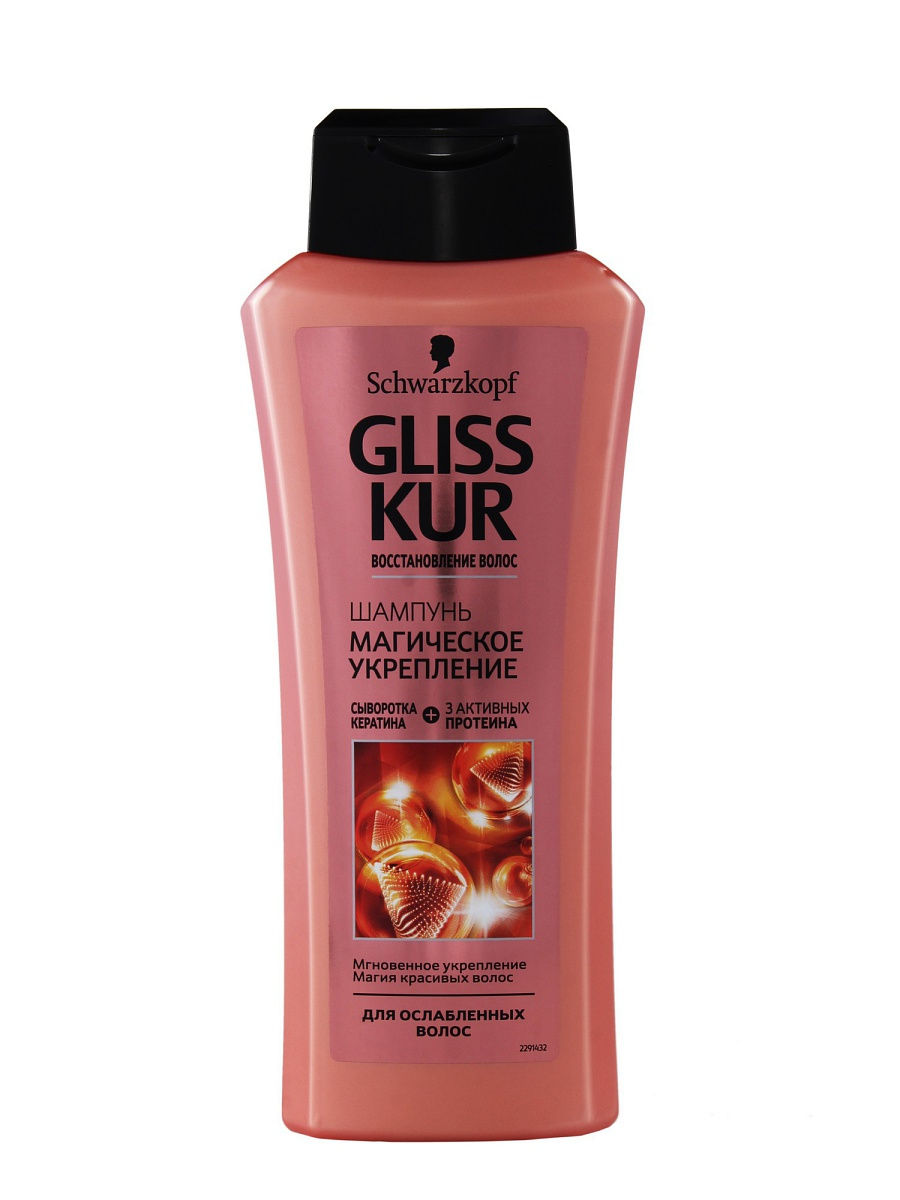 Schwarzkopf
GLISS
KUR
ВОССТАНОВЛЕНИЕ ВОЛОС
ШАМПУНЬ
МАГИЧЕСКОЕ
УКРЕПЛЕНИЕ
СЫВОРОТКА КЕРАТИНА + 3 АКТИВНЫХ ПРОТЕИНА
Мгновенное укрепление
Магия красивых волос
ДЛЯ ОСЛАБЛЕННЫХ
ВОЛОС
2291432